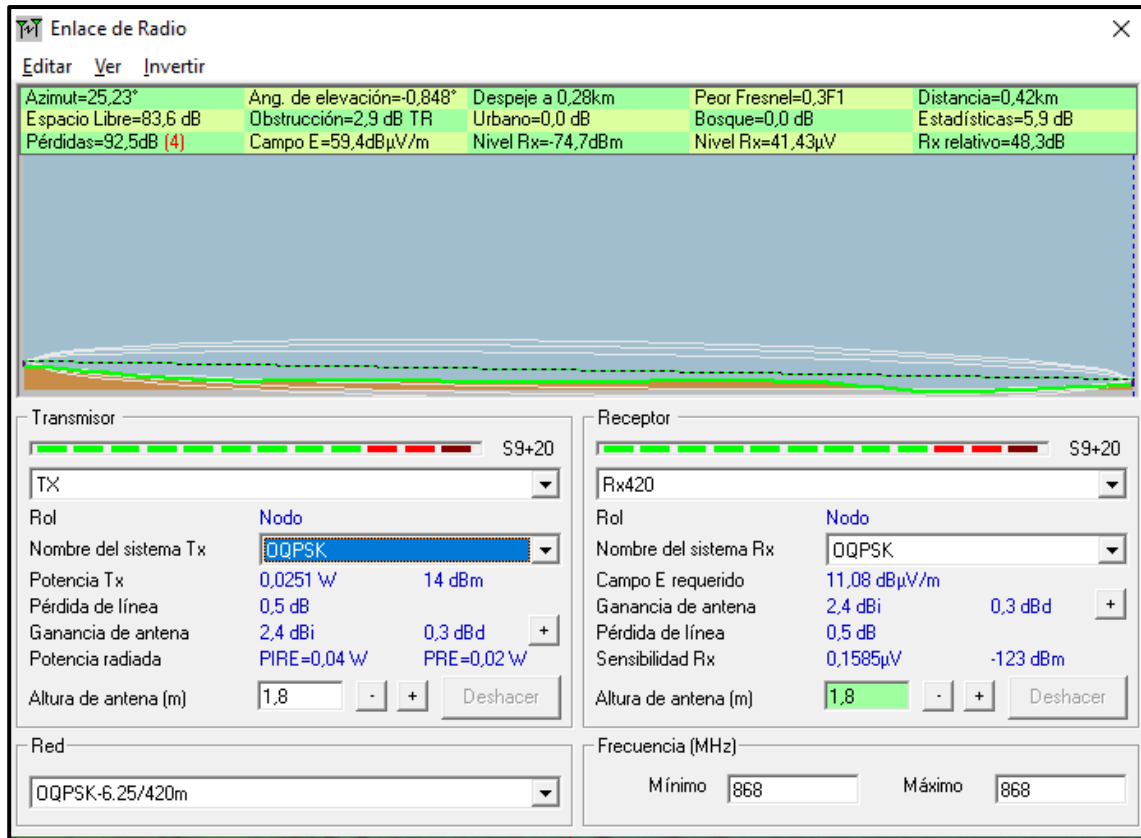 Enlace de Radio
Editar Ver Invertir
Azimut=25,23° Ang. de elevación=-0,848° Despeje a 0,28km Peor Fresnel=0,3F1 Distancia=0,42km
Espacio Libre=83,6 dB Obstrucción=2,9 dB TR Urbano=0,0 dB Bosque=0,0 dB Estadísticas=5,9 dB
Pérdidas=92,5dB (4) Campo E=59,4dBµV/m Nivel Rx=-74,7dBm Nivel Rx=41,43µV Rx relativo=48,3dB
Transmisor
S9+20
TX
Rol Nodo
Nombre del sistema Tx OQPSK
Potencia Tx 0,0251 W 14 dBm
Pérdida de línea 0,5 dB
Ganancia de antena 2,4 dBi 0,3 dBd +
Potencia radiada PIRE=0,04 W PRE=0,02 W
Altura de antena (m) 1,8 - + Deshacer
Red
OQPSK-6.25/420m
Receptor
S9+20
Rx420
Rol Nodo
Nombre del sistema Rx OQPSK
Campo E requerido 11,08 dBµV/m
Ganancia de antena 2,4 dBi 0,3 dBd +
Pérdida de línea 0,5 dB
Sensibilidad Rx 0,1585µV -123 dBm
Altura de antena (m) 1,8 - + Deshacer
Frecuencia (MHz)
Mínimo 868 Máximo 868